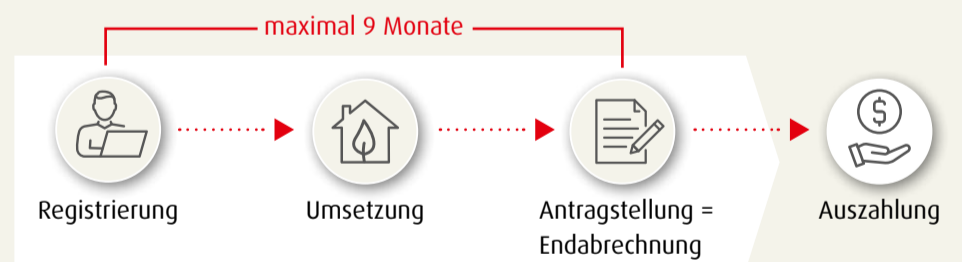 maximal 9 Monate
Registrierung
Umsetzung
Antragstellung =
Endabrechnung
$
Auszahlung